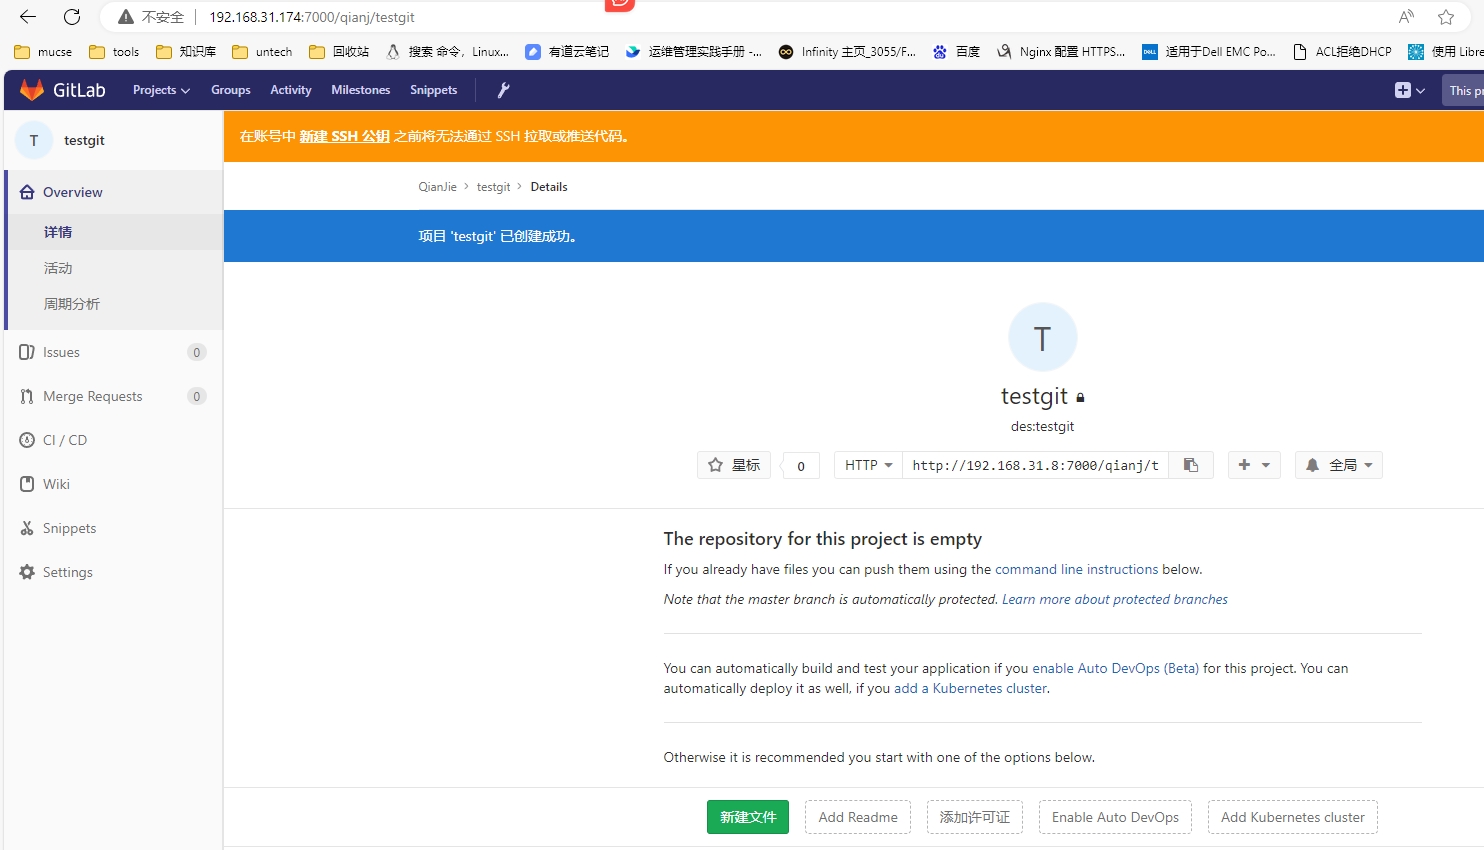 不安全 192.168.31.174:7000/qianj/testgit
mucse tools 知识库 untech 回收站 搜索 命令，Linux... 有道云笔记 运维管理实践手册 -... Infinity 主页_3055/F... 百度 Nginx 配置 HTTPS... 适用于Dell EMC Po... ACL拒绝DHCP 使用 Libre
GitLab Projects Groups Activity Milestones Snippets This pr
T testgit
在账号中 新建 SSH 公钥 之前将无法通过 SSH 拉取或推送代码。
Overview
QianJie > testgit > Details
详情
项目 'testgit' 已创建成功。
活动
周期分析
Issues 0
Merge Requests 0
CI / CD
Wiki
Snippets
Settings
T
testgit
des:testgit
星标 0 HTTP http://192.168.31.8:7000/qianj/t 全局
The repository for this project is empty
If you already have files you can push them using the command line instructions below.
Note that the master branch is automatically protected. Learn more about protected branches
You can automatically build and test your application if you enable Auto DevOps (Beta) for this project. You can
automatically deploy it as well, if you add a Kubernetes cluster.
Otherwise it is recommended you start with one of the options below.
新建文件 Add Readme 添加许可证 Enable Auto DevOps Add Kubernetes cluster